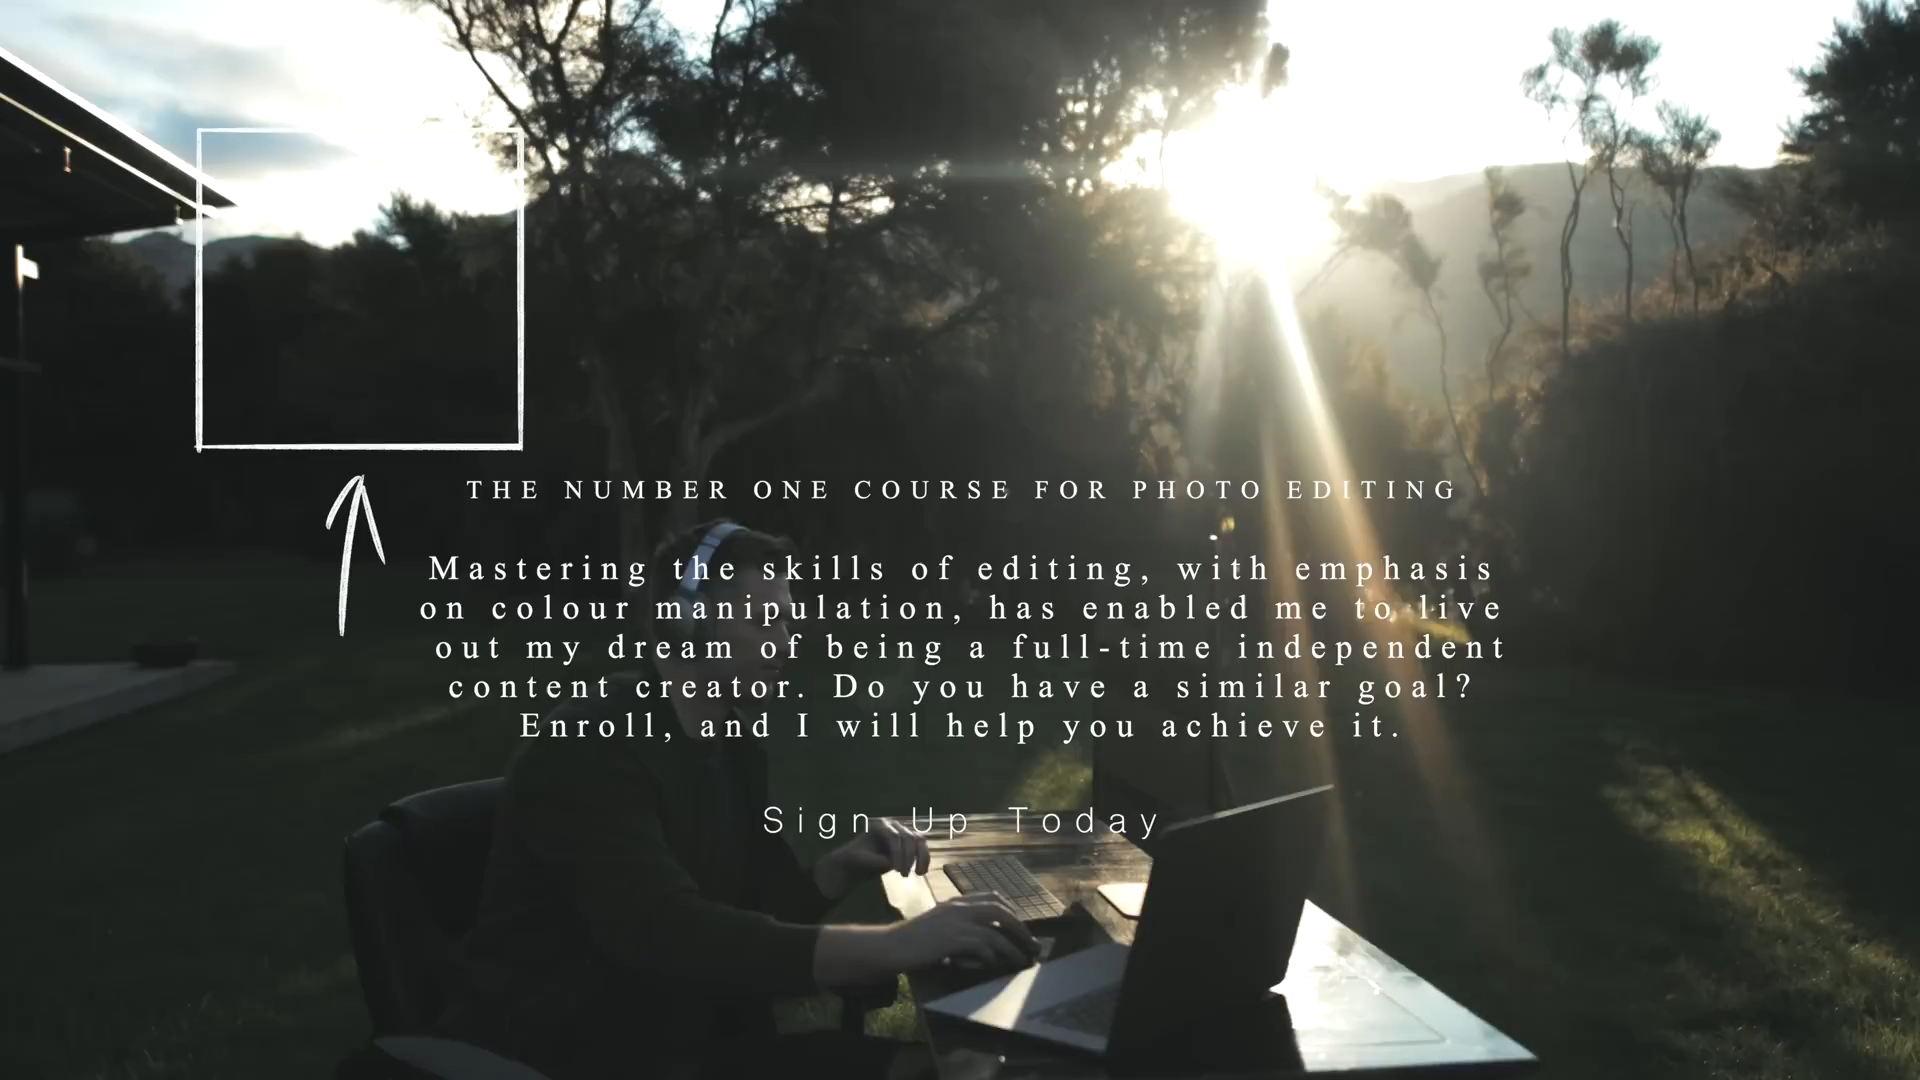 THE NUMBER ONE COURSE FOR PHOTO EDITING
Mastering the skills of editing, with emphasis
on colour manipulation, has enabled me to live
out my dream of being a full-time independent
content creator. Do you have a similar goal?
Enroll, and I will help you achieve it.
Sign Up Today